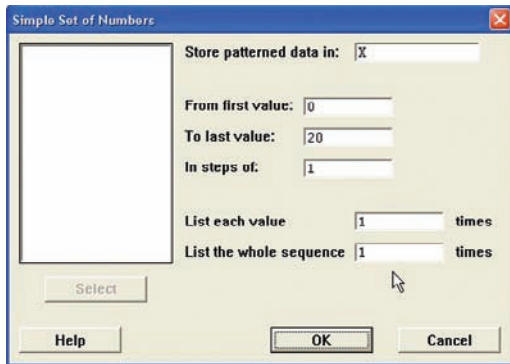 Simple Set of Numbers
Store patterned data in: X
From first value: 0
To last value: 20
In steps of: 1
List each value 1 times
List the whole sequence 1 times
Select
Help OK Cancel